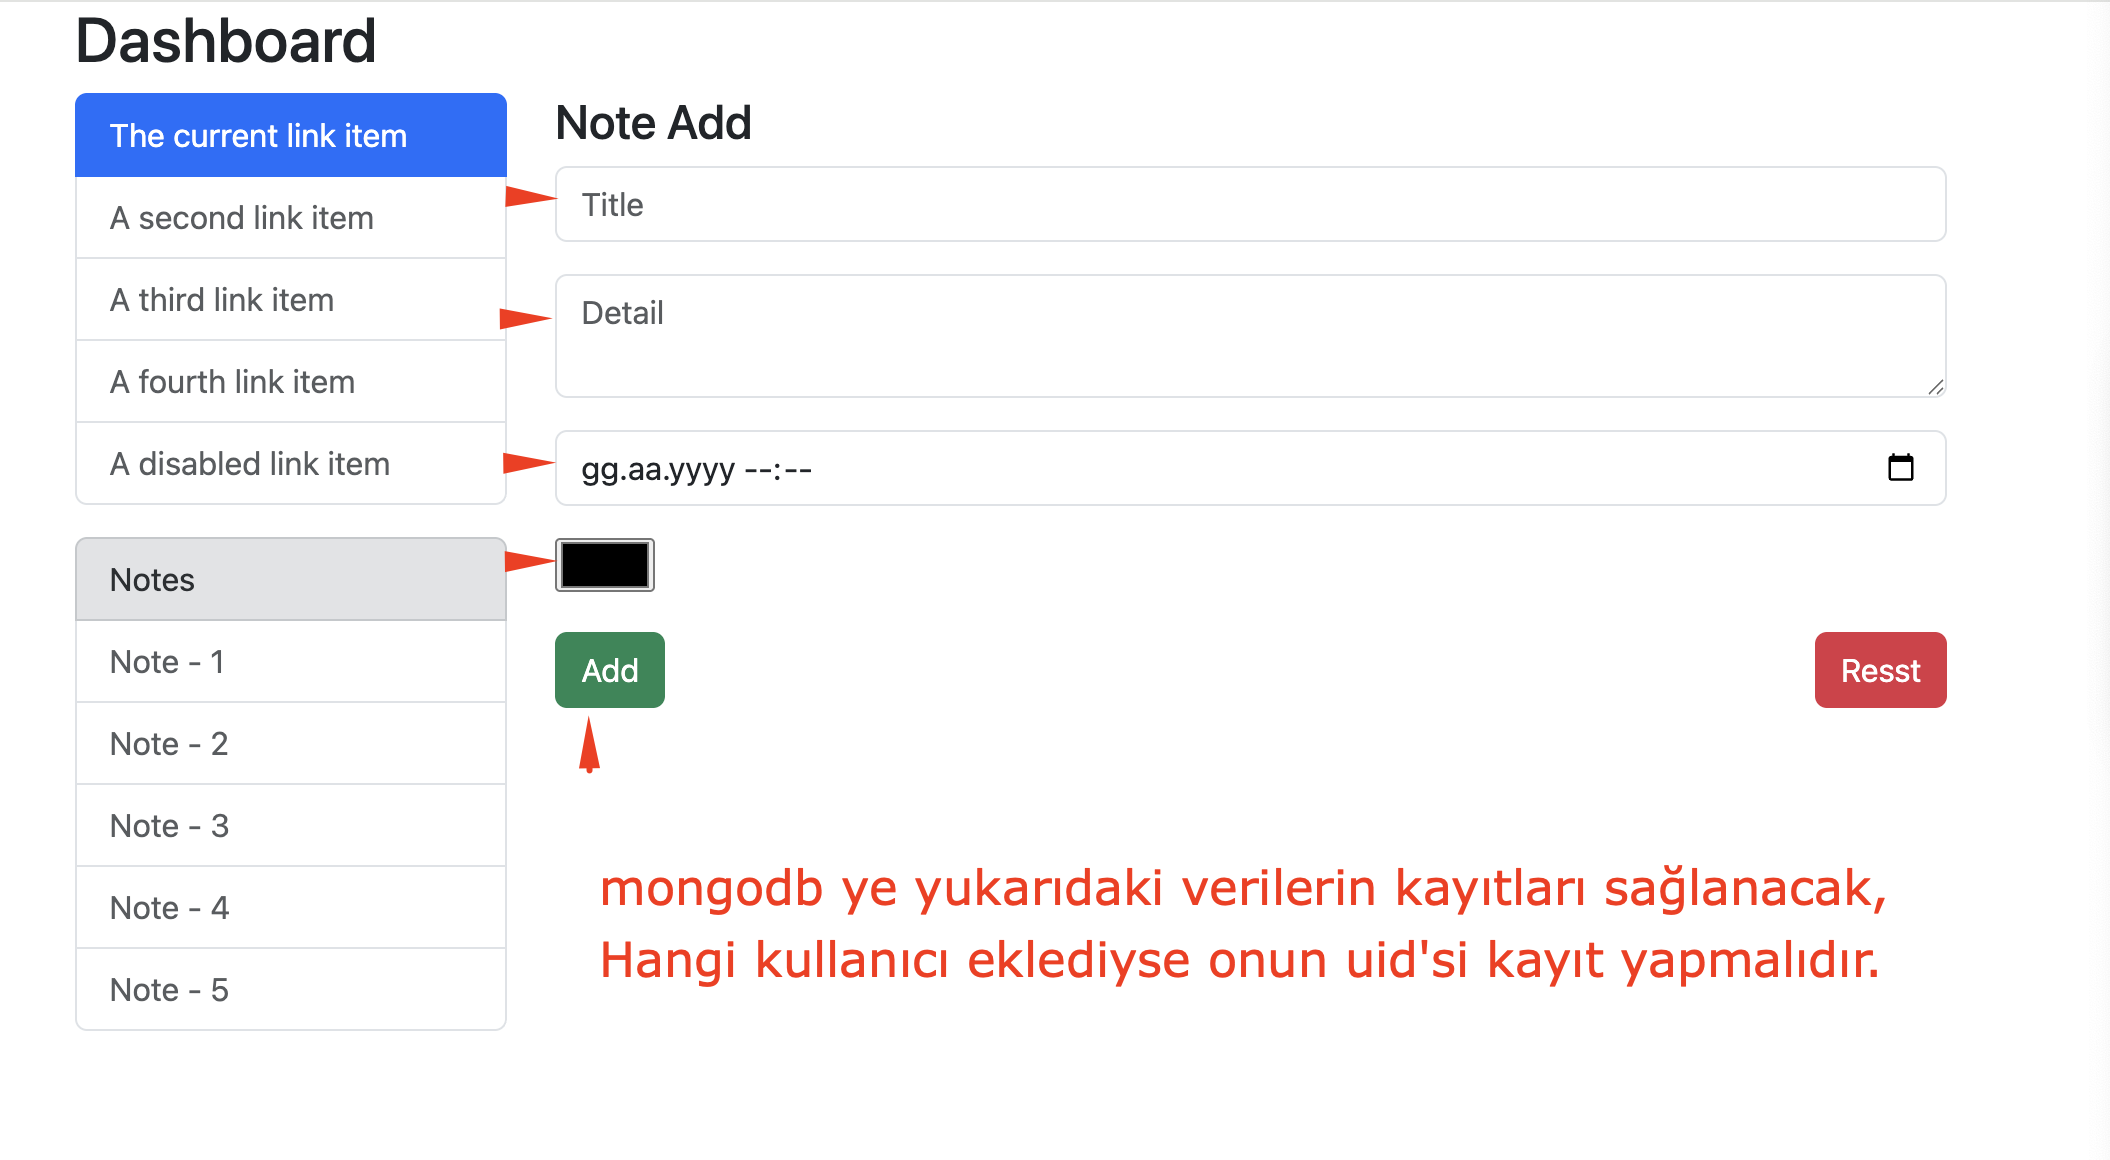 Dashboard
The current link item
A second link item
A third link item
A fourth link item
A disabled link item
Notes
Note - 1
Note - 2
Note - 3
Note - 4
Note - 5
Note Add
Title
Detail
gg.aa.yyyy --:--
Add
Resst
mongodb ye yukarıdaki verilerin kayıtları sağlanacak,
Hangi kullanıcı eklediyse onun uid'si kayıt yapmalıdır.